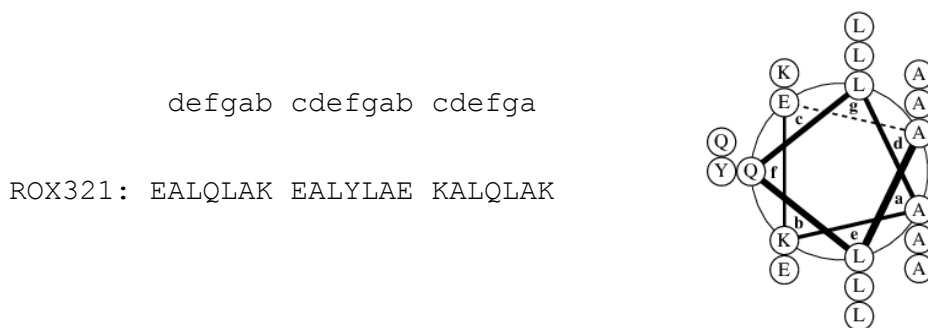 defgab cdefgab cdefga
ROX321: EALQLAK EALYLAE KALQLAK
L
L
K A
L
E A
c g
A
Q d
Y Q f
a
A
b e
K A
L
E A
L
L